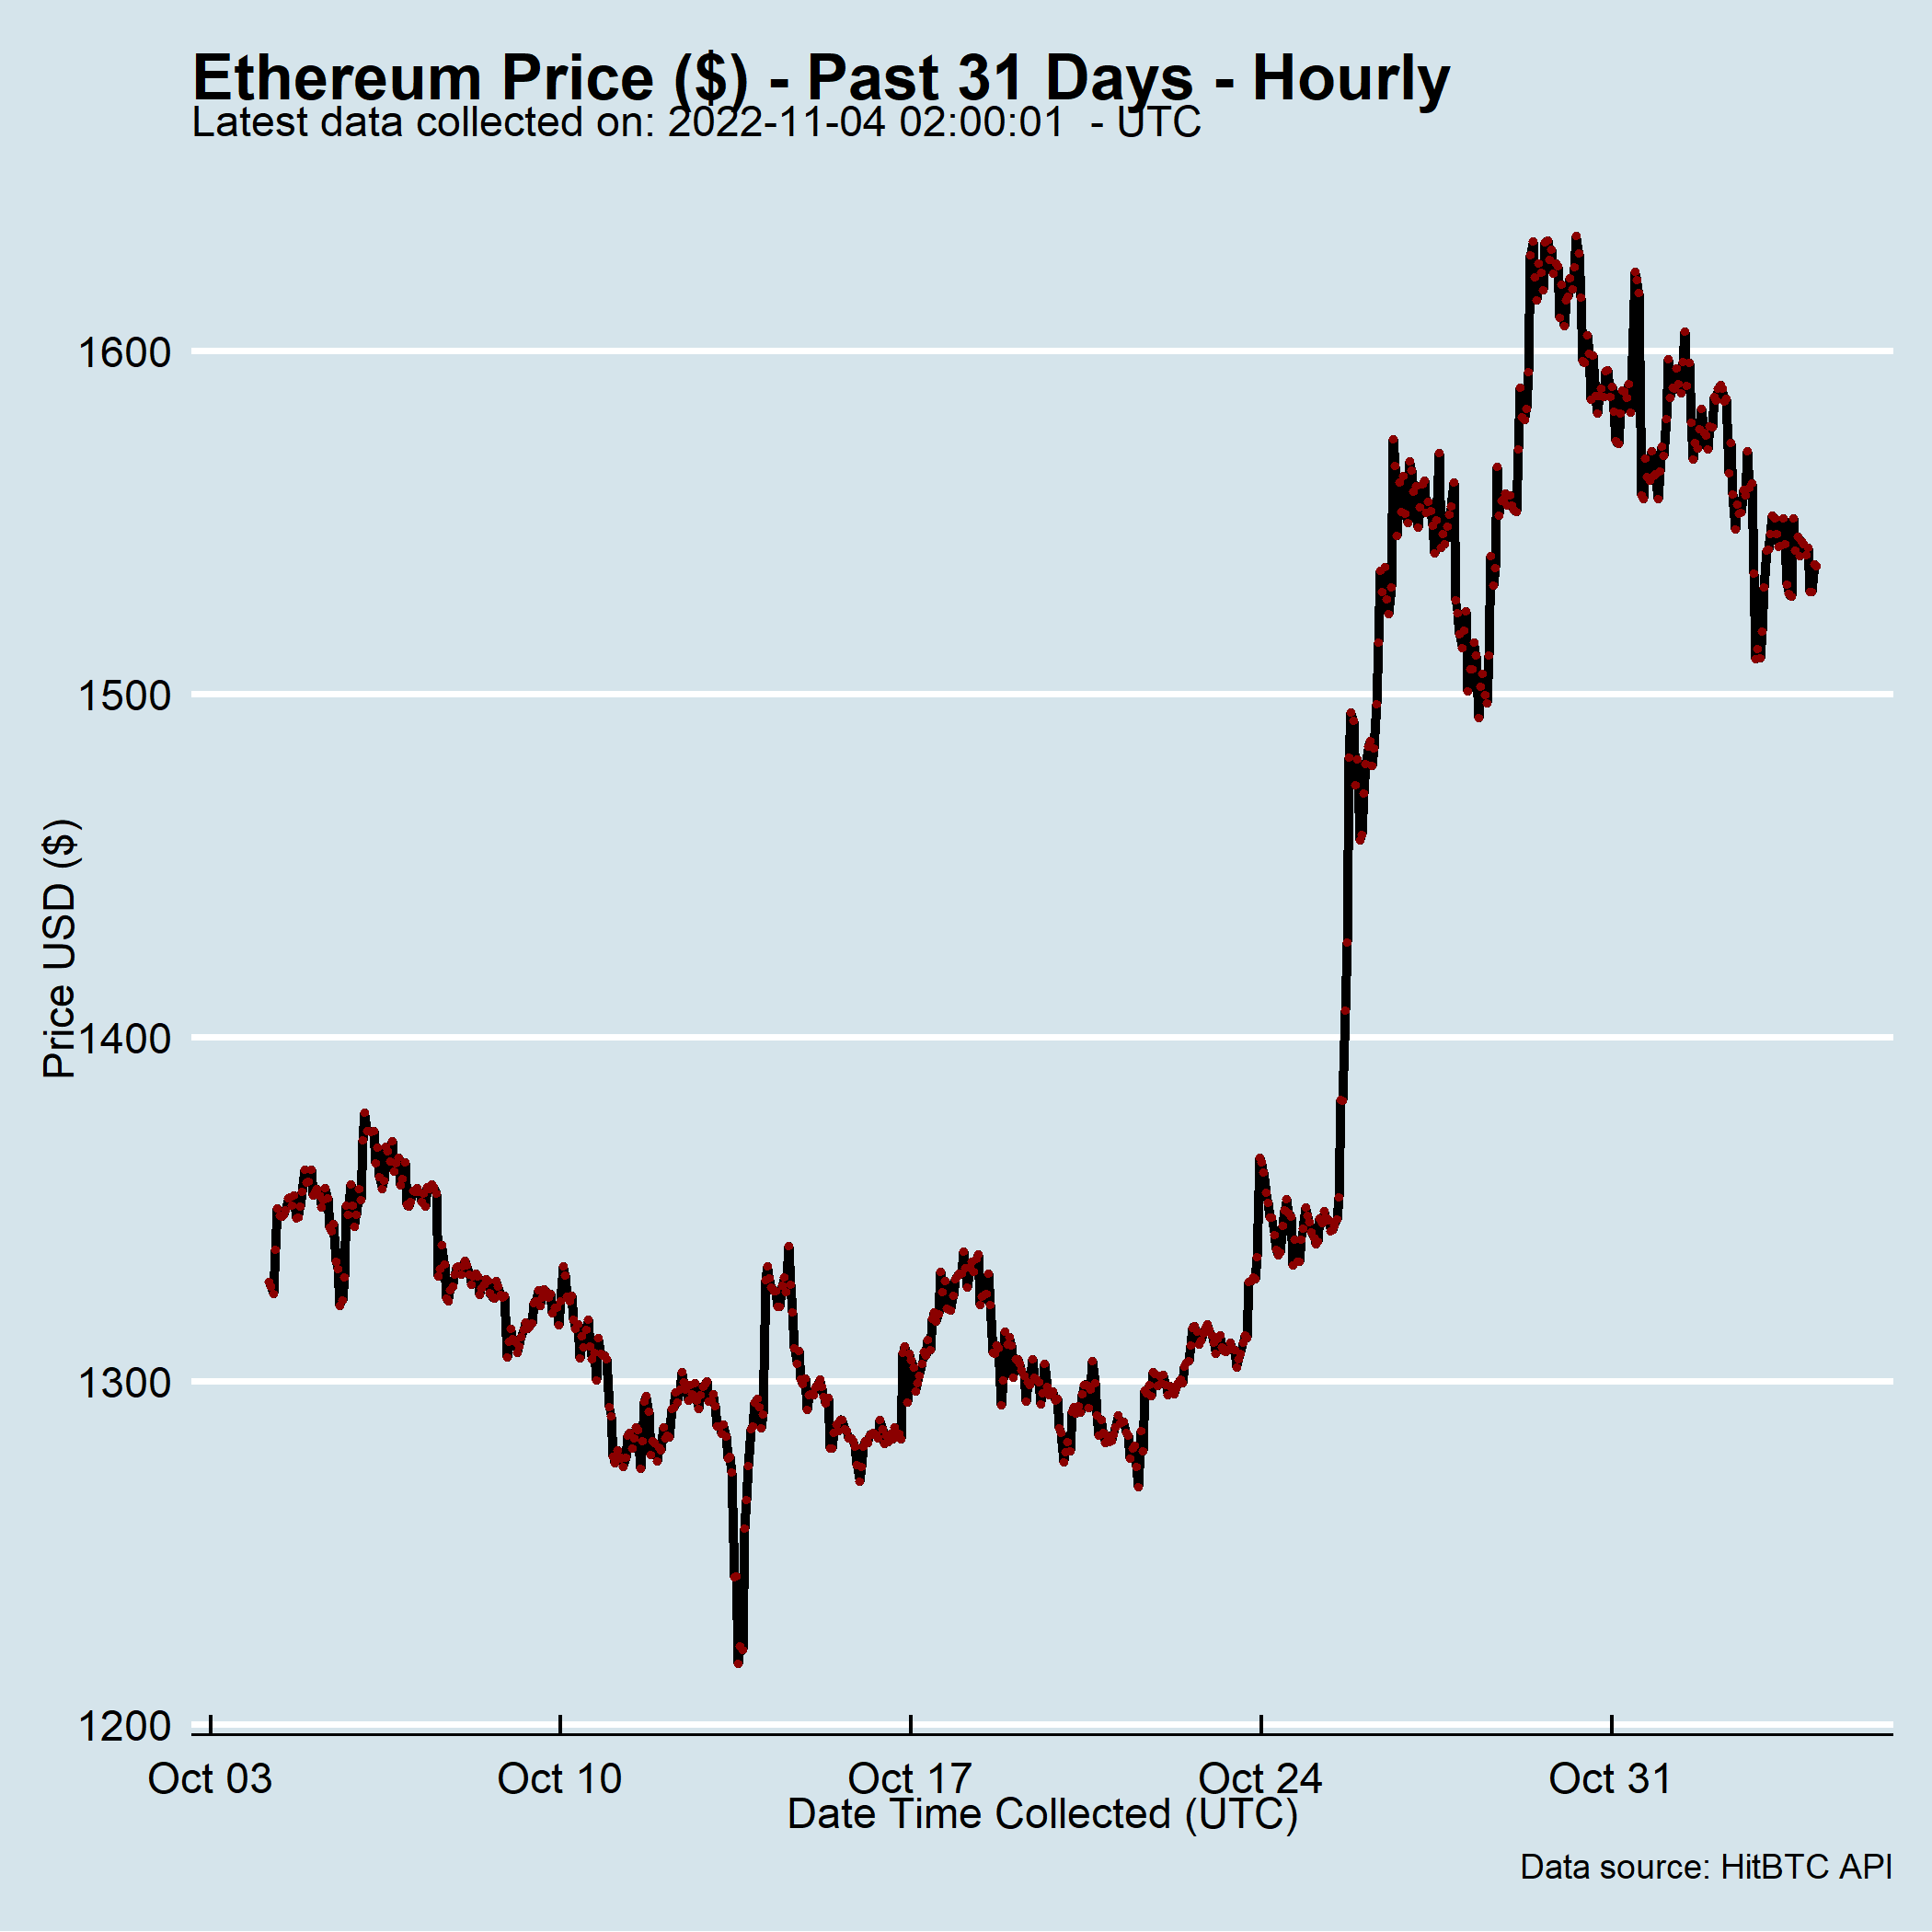 Ethereum Price ($) - Past 31 Days - Hourly
Latest data collected on: 2022-11-04 02:00:01  - UTC
1600
1500
1400
1300
1200
Price USD ($)
Oct 03
Oct 10
Oct 17
Oct 24
Oct 31
Date Time Collected (UTC)
Data source: HitBTC API